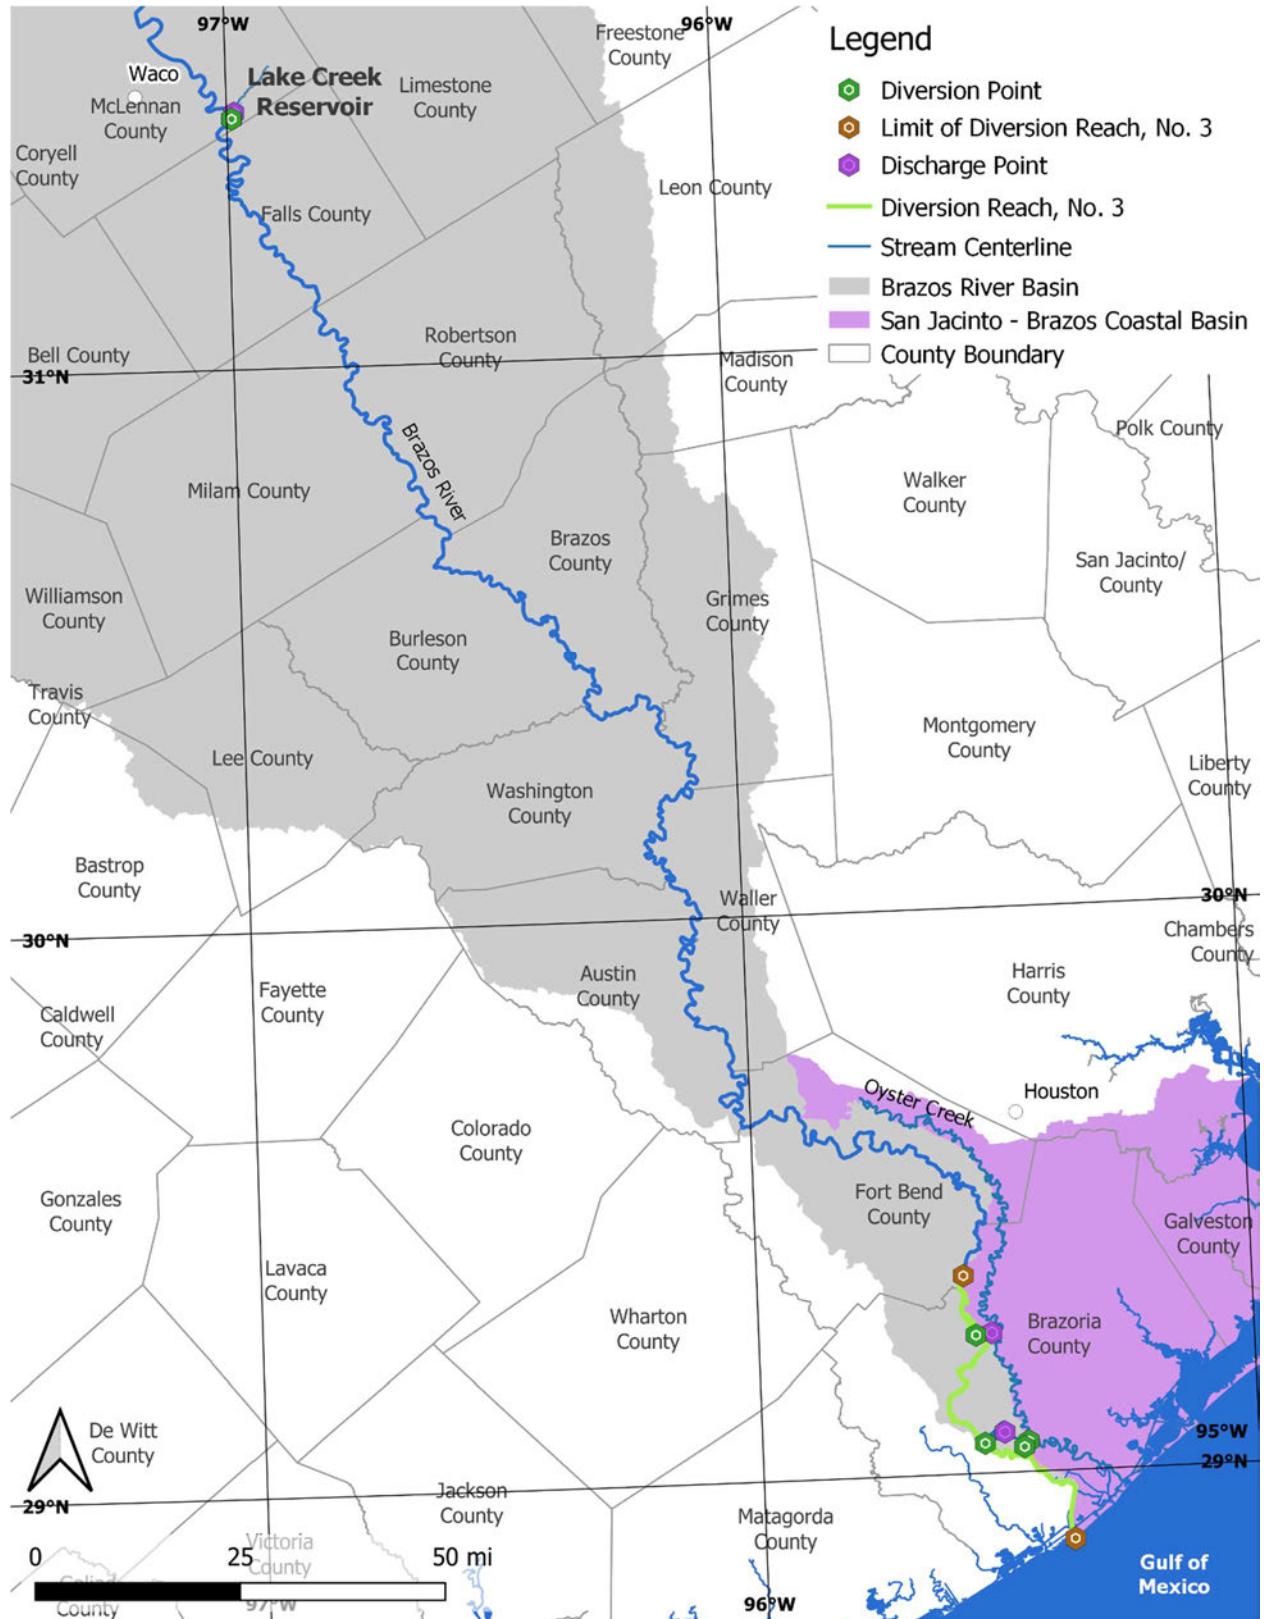 97°W
96°W
Freestone
County
Legend
Waco
Lake Creek
Reservoir
Limestone
County
Diversion Point
McLennan
County
Limit of Diversion Reach, No. 3
Coryell
County
Discharge Point
Leon County
Diversion Reach, No. 3
Falls County
Stream Centerline
Brazos River Basin
San Jacinto - Brazos Coastal Basin
County Boundary
Robertson
County
Bell County
Madison
County
31°N
Polk County
Brazos River
Walker
County
Milam County
Brazos
County
San Jacinto/
County
Williamson
County
Grimes
County
Burleson
County
Travis
County
Montgomery
County
Lee County
Liberty
County
Washington
County
Bastrop
County
30°N
Waller
County
30°N
Chambers
County
Austin
County
Harris
County
Fayette
County
Caldwell
County
Oyster Creek
Houston
Colorado
County
Gonzales
County
Fort Bend
County
Galveston
County
Lavaca
County
Wharton
County
Brazoria
County
De Witt
County
95°W
29°N
29°N
Jackson
County
Matagorda
County
Victoria
County
0 25 50 mi
Gulf of
Mexico
County
97°W
96°W